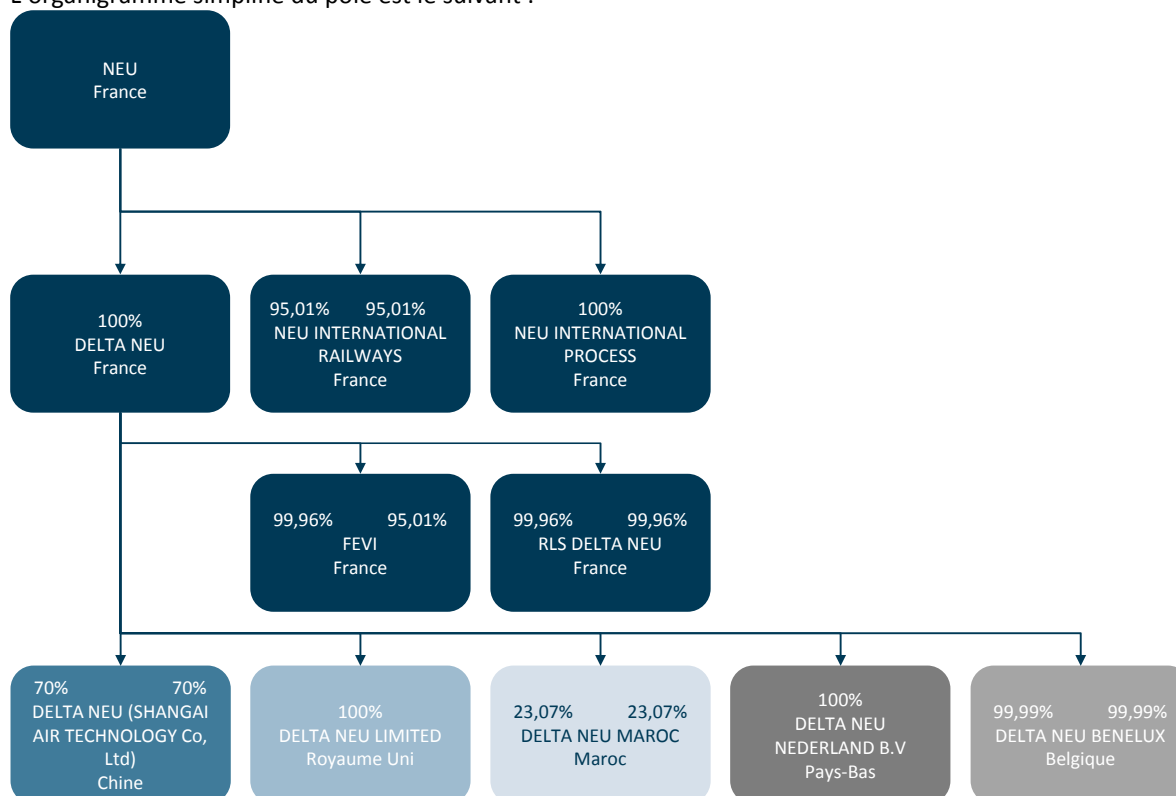 L'organigramme simplifié du pôle est le suivant :
NEU
France
100%
DELTA NEU
France
95,01% 95,01%
NEU INTERNATIONAL
RAILWAYS
France
100%
NEU INTERNATIONAL
PROCESS
France
99,96% 95,01%
FEVI
France
99,96% 99,96%
RLS DELTA NEU
France
70% 70%
DELTA NEU (SHANGAI
AIR TECHNOLOGY Co,
Ltd)
Chine
100%
DELTA NEU LIMITED
Royaume Uni
23,07% 23,07%
DELTA NEU MAROC
Maroc
100%
DELTA NEU
NEDERLAND B.V
Pays-Bas
99,99% 99,99%
DELTA NEU BENELUX
Belgique